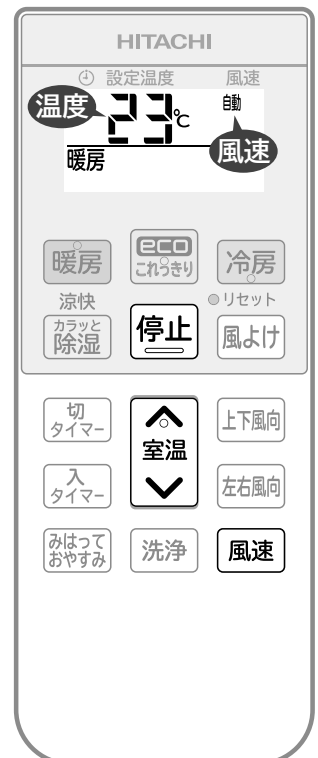 HITACHI
設定温度 風速
温度 23℃ 自動
風速
暖房
暖房 eco これっきり 冷房
涼快 リセット
カラッと除湿 停止 風よけ
切タイマー 室温 上下風向
入タイマー 左右風向
みはっておやすみ 洗浄 風速